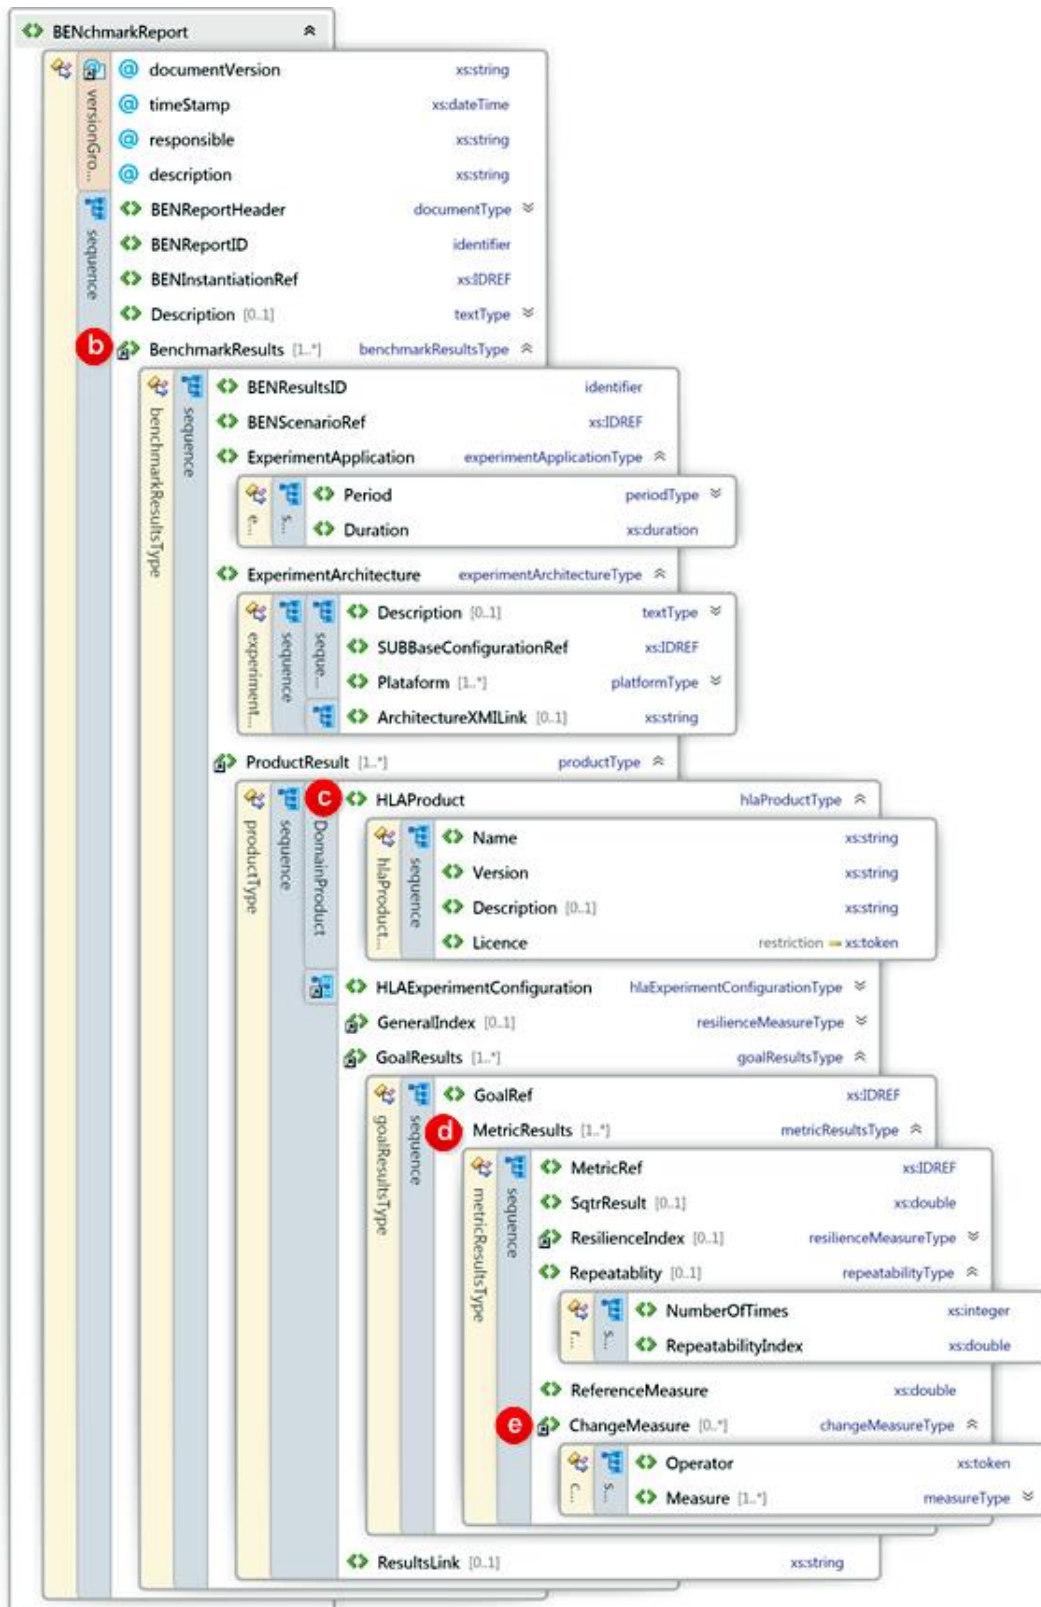 BENchmarkReport
versionGro...
documentVersion xs:string
timeStamp xs:dateTime
responsible xs:string
description xs:string
sequence
BENReportHeader documentType
BENReportID identifier
BENInstantiationRef xs:IDREF
Description [0..1] textType
b BenchmarkResults [1..*] benchmarkResultsType
benchmarkResultsType
sequence
BENResultsID identifier
BENScenarioRef xs:IDREF
ExperimentApplication experimentApplicationType
e...
s...
Period periodType
Duration xs:duration
ExperimentArchitecture experimentArchitectureType
experiment...
sequence
seque...
Description [0..1] textType
SUBBaseConfigurationRef xs:IDREF
Plataform [1..*] platformType
ArchitectureXMILink [0..1] xs:string
ProductResult [1..*] productType
productType
sequence
DomainProduct
c HLAProduct hlaProductType
hlaProduct...
sequence
Name xs:string
Version xs:string
Description [0..1] xs:string
Licence restriction xs:token
HLAExperimentConfiguration hlaExperimentConfigurationType
GeneralIndex [0..1] resilienceMeasureType
GoalResults [1..*] goalResultsType
goalResultsType
sequence
GoalRef xs:IDREF
d MetricResults [1..*] metricResultsType
metricResultsType
sequence
MetricRef xs:IDREF
SqtrResult [0..1] xs:double
ResilienceIndex [0..1] resilienceMeasureType
Repeatablity [0..1] repeatabilityType
r...
s...
NumberOfTimes xs:integer
RepeatabilityIndex xs:double
ReferenceMeasure xs:double
e ChangeMeasure [0..*] changeMeasureType
c...
s...
Operator xs:token
Measure [1..*] measureType
ResultsLink [0..1] xs:string